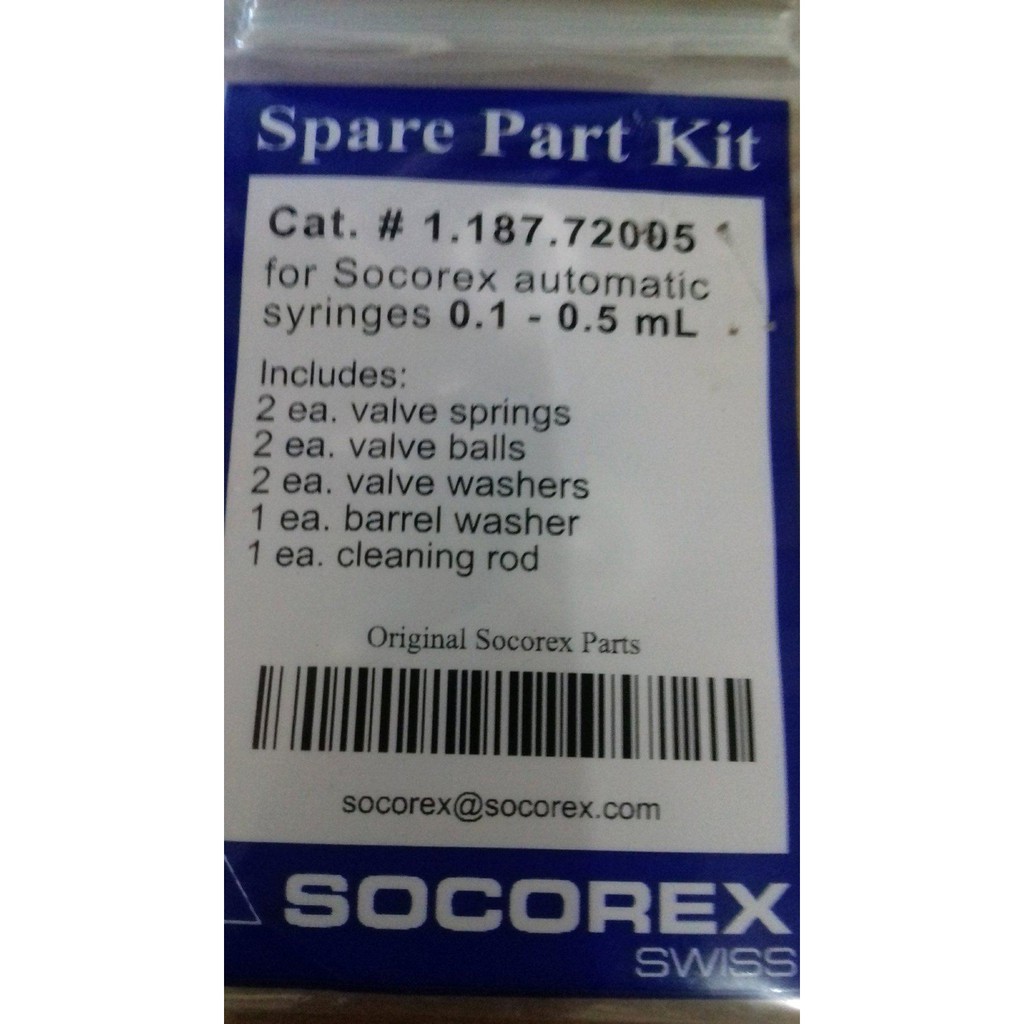 Spare Part Kit
Cat. # 1.187.72005
for Socorex automatic
syringes 0.1 - 0.5 mL
Includes:
2 ea. valve springs
2 ea. valve balls
2 ea. valve washers
1 ea. barrel washer
1 ea. cleaning rod
Original Socorex Parts
socorex@socorex.com
SOCOREX
SWISS